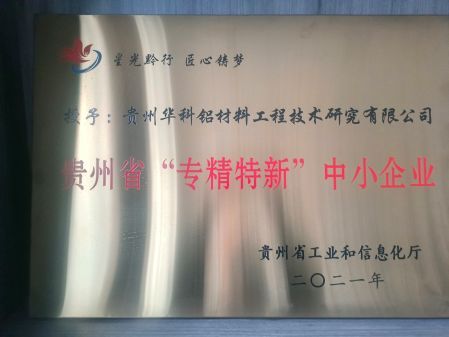 星光黔行 匠心铸梦
授予：贵州华科铝材料工程技术研究有限公司
贵州省“专精特新”中小企业
贵州省工业和信息化厅
二〇二一年